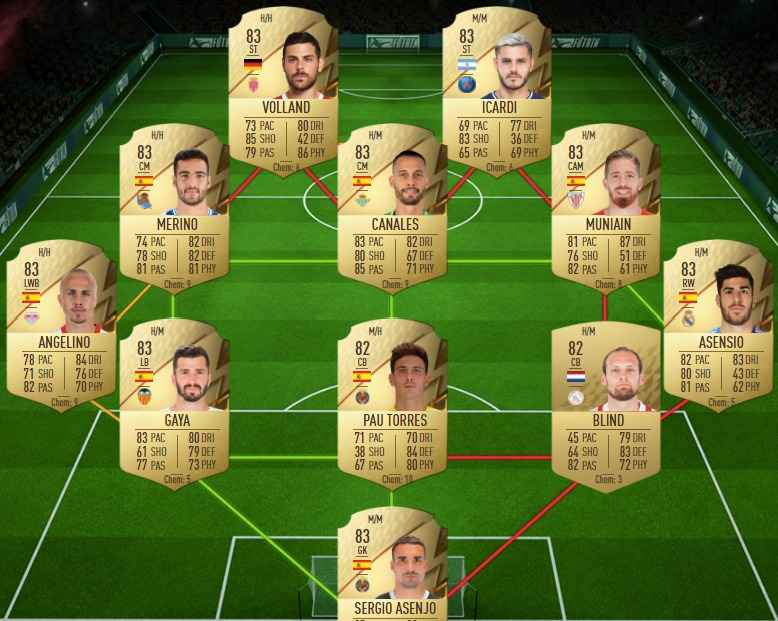 H/H
83
ST
VOLLAND
73 PAC 80 DRI
85 SHO 42 DEF
79 PAS 86 PHY
Chem: 6
M/M
83
ST
ICARDI
69 PAC 77 DRI
83 SHO 36 DEF
65 PAS 69 PHY
Chem: 6
H/H
83
CM
MERINO
74 PAC 82 DRI
78 SHO 82 DEF
81 PAS 81 PHY
Chem: 9
H/M
83
CM
CANALES
83 PAC 82 DRI
80 SHO 67 DEF
85 PAS 71 PHY
Chem: 9
H/M
83
CAM
MUNIAIN
81 PAC 87 DRI
76 SHO 51 DEF
82 PAS 61 PHY
Chem: 8
H/H
83
LWB
ANGELINO
78 PAC 84 DRI
71 SHO 76 DEF
82 PAS 70 PHY
Chem: 9
H/M
83
RW
ASENSIO
82 PAC 83 DRI
80 SHO 43 DEF
81 PAS 62 PHY
Chem: 5
H/M
83
LB
GAYA
83 PAC 80 DRI
61 SHO 79 DEF
77 PAS 73 PHY
Chem: 5
M/H
82
CB
PAU TORRES
71 PAC 70 DRI
38 SHO 84 DEF
67 PAS 80 PHY
Chem: 10
H/M
82
CB
BLIND
45 PAC 79 DRI
64 SHO 83 DEF
82 PAS 72 PHY
Chem: 3
M/M
83
GK
SERGIO ASENJO